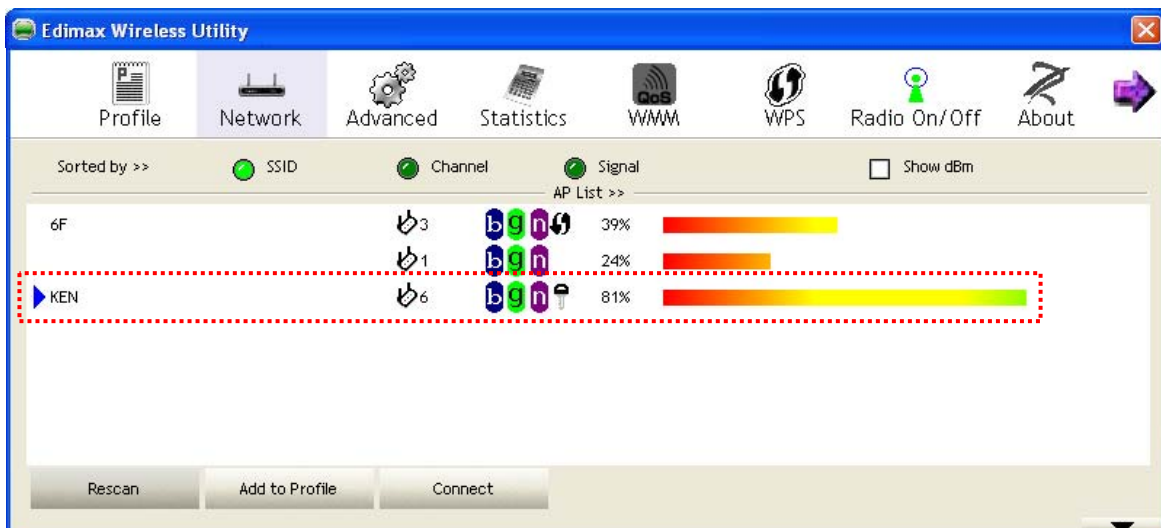 Edimax Wireless Utility
Profile Network Advanced Statistics WMM WPS Radio On/Off About
P QoS
Sorted by >> SSID Channel Signal Show dBm
AP List >>
6F 3 b g n 39%
1 b g n 24%
KEN 6 b g n 81%
Rescan Add to Profile Connect